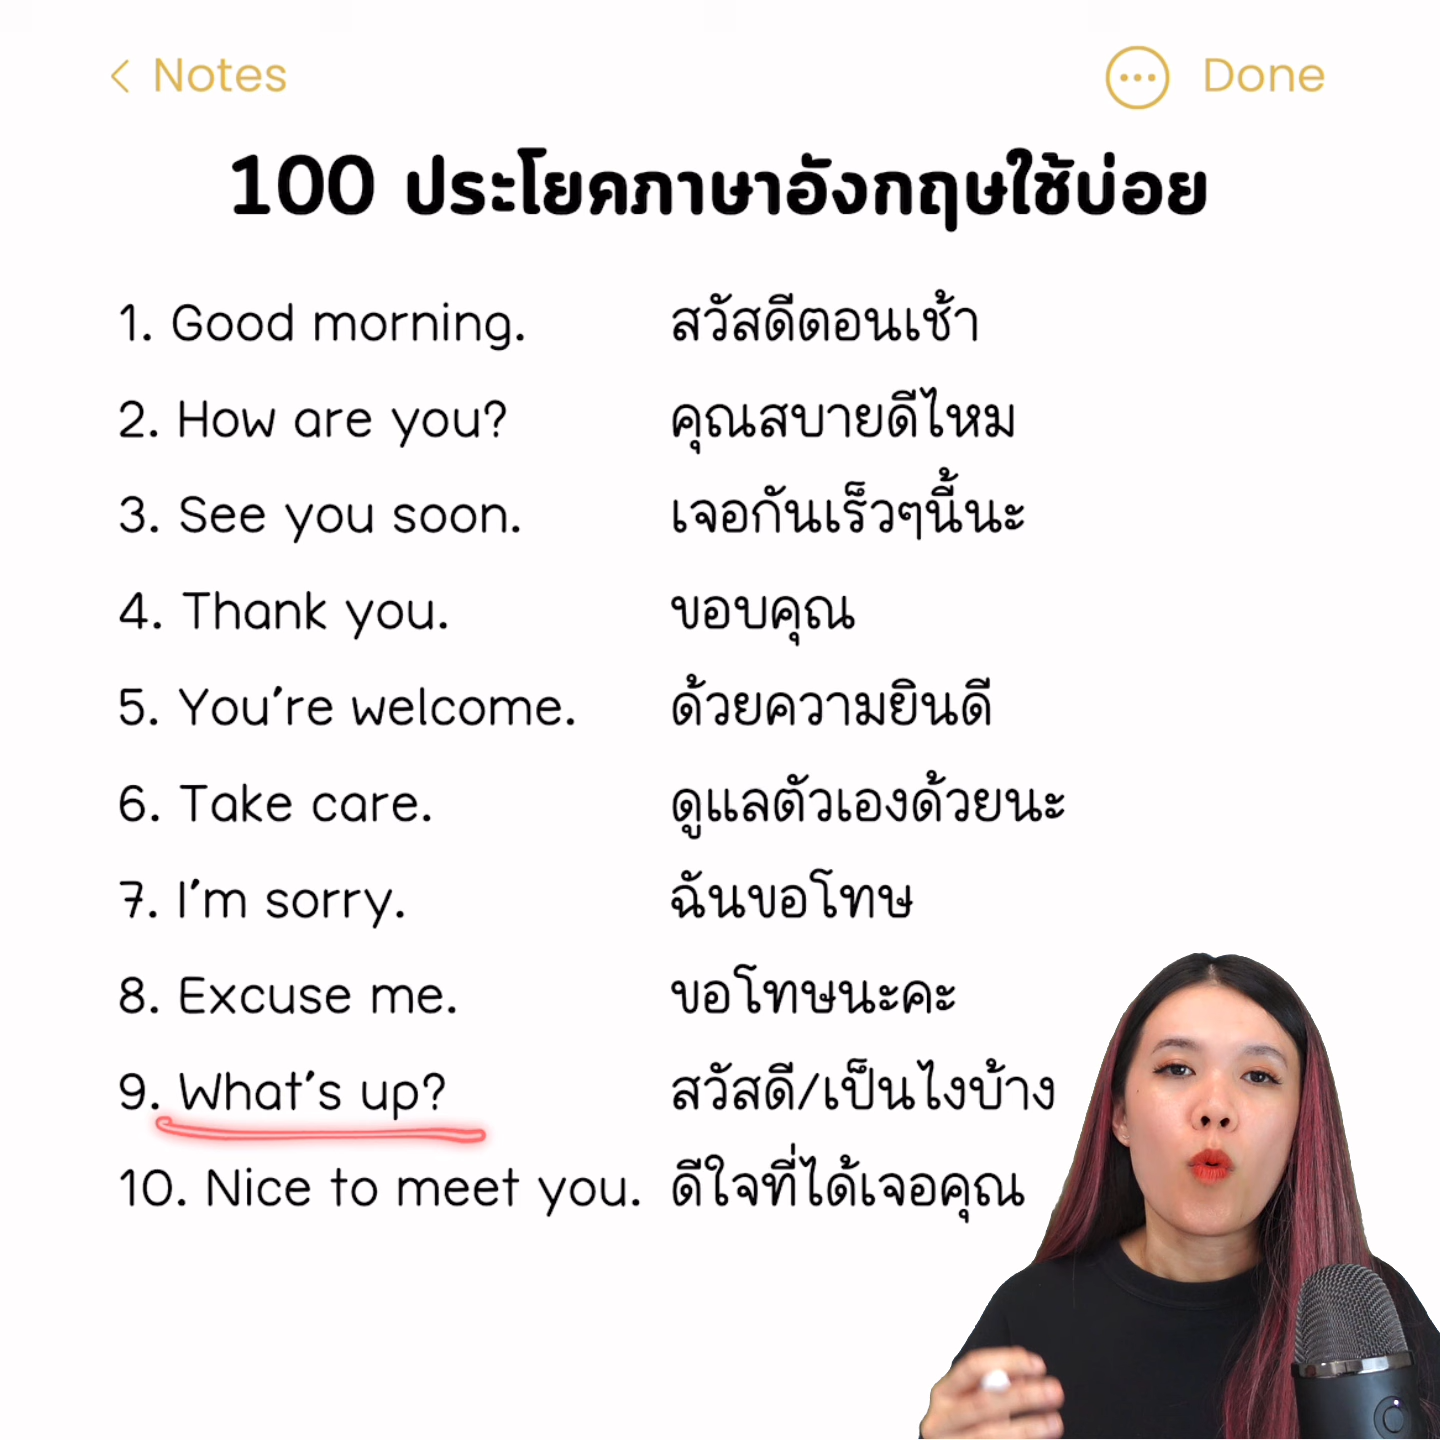 Notes
Done
100 ประโยคภาษาอังกฤษใช้บ่อย
1. Good morning. สวัสดีตอนเช้า
2. How are you? คุณสบายดีไหม
3. See you soon. เจอกันเร็วๆนี้นะ
4. Thank you. ขอบคุณ
5. You're welcome. ด้วยความยินดี
6. Take care. ดูแลตัวเองด้วยนะ
7. I'm sorry. ฉันขอโทษ
8. Excuse me. ขอโทษนะคะ
9. What's up? สวัสดี/เป็นไงบ้าง
10. Nice to meet you. ดีใจที่ได้เจอคุณ